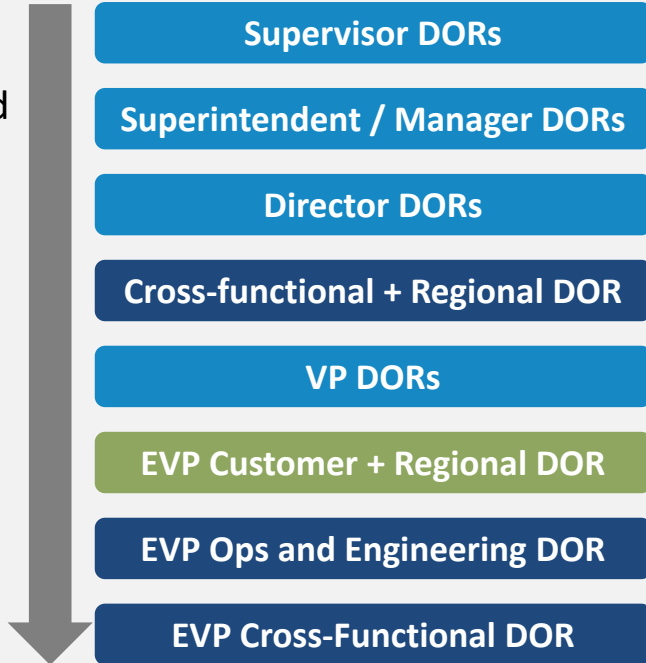 Supervisor DORs
Superintendent / Manager DORs
Director DORs
Cross-functional + Regional DOR
VP DORs
EVP Customer + Regional DOR
EVP Ops and Engineering DOR
EVP Cross-Functional DOR